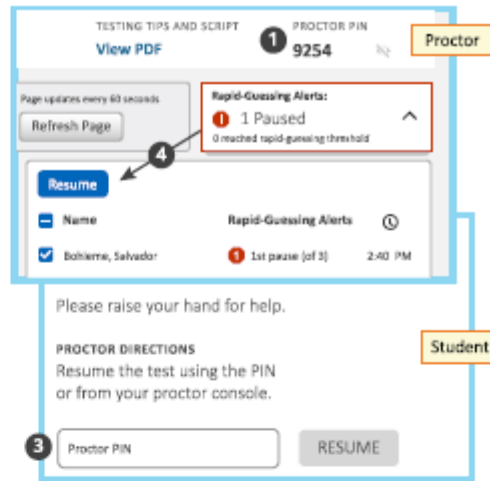 TESTING TIPS AND SCRIPT
View PDF
1
PROCTOR PIN
9254
Proctor
Page updates every 60 seconds
Refresh Page
Rapid-Guessing Alerts:
1 Paused
0 reached rapid-guessing threshold
4
Resume
Name
Rapid-Guessing Alerts
Bohleme, Salvador
1st pause (of 3)
2:40 PM
Please raise your hand for help.
Student
PROCTOR DIRECTIONS
Resume the test using the PIN
or from your proctor console.
3
Proctor PIN
RESUME